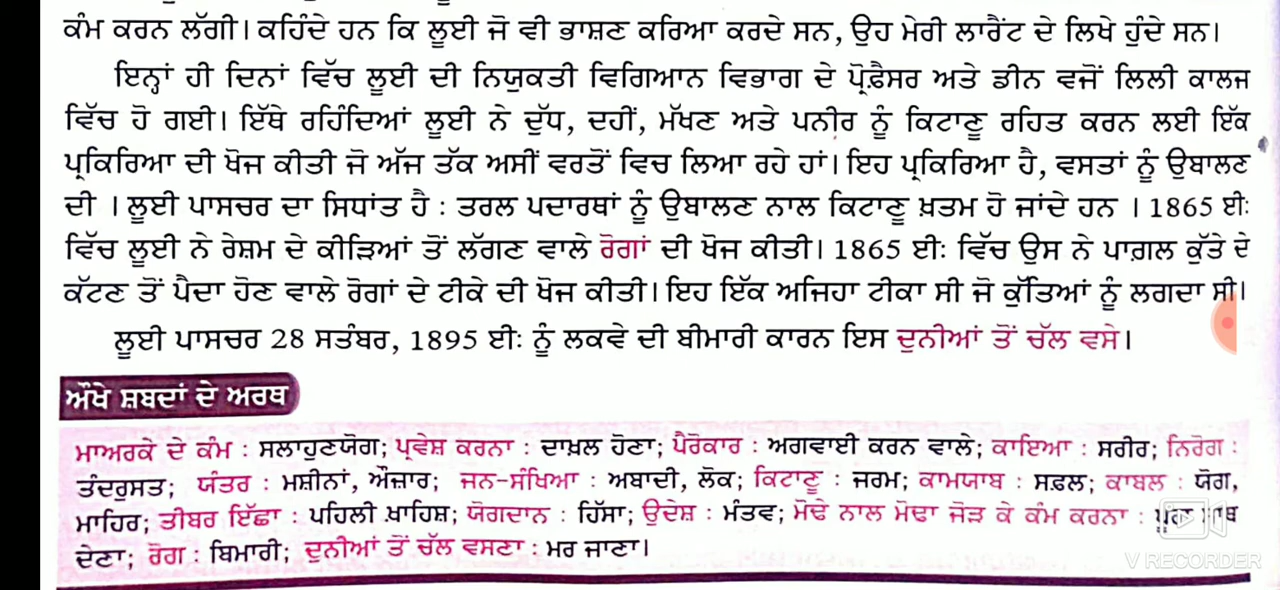 ਕੰਮ ਕਰਨ ਲੱਗੀ। ਕਹਿੰਦੇ ਹਨ ਕਿ ਲੂਈ ਜੋ ਵੀ ਭਾਸ਼ਣ ਕਰਿਆ ਕਰਦੇ ਸਨ, ਉਹ ਮੇਰੀ ਲਾਰੈਂਟ ਦੇ ਲਿਖੇ ਹੁੰਦੇ ਸਨ।
ਇਨ੍ਹਾਂ ਹੀ ਦਿਨਾਂ ਵਿੱਚ ਲੂਈ ਦੀ ਨਿਯੁਕਤੀ ਵਿਗਿਆਨ ਵਿਭਾਗ ਦੇ ਪ੍ਰੋਫ਼ੈਸਰ ਅਤੇ ਡੀਨ ਵਜੋਂ ਲਿਲੀ ਕਾਲਜ
ਵਿੱਚ ਹੋ ਗਈ। ਇੱਥੇ ਰਹਿੰਦਿਆਂ ਲੂਈ ਨੇ ਦੁੱਧ, ਦਹੀਂ, ਮੱਖਣ ਅਤੇ ਪਨੀਰ ਨੂੰ ਕਿਟਾਣੂ ਰਹਿਤ ਕਰਨ ਲਈ ਇੱਕ
ਪ੍ਰਕਿਰਿਆ ਦੀ ਖੋਜ ਕੀਤੀ ਜੋ ਅੱਜ ਤੱਕ ਅਸੀਂ ਵਰਤੋਂ ਵਿਚ ਲਿਆ ਰਹੇ ਹਾਂ। ਇਹ ਪ੍ਰਕਿਰਿਆ ਹੈ, ਵਸਤਾਂ ਨੂੰ ਉਬਾਲਣ
ਦੀ । ਲੂਈ ਪਾਸਚਰ ਦਾ ਸਿਧਾਂਤ ਹੈ : ਤਰਲ ਪਦਾਰਥਾਂ ਨੂੰ ਉਬਾਲਣ ਨਾਲ ਕਿਟਾਣੂ ਖ਼ਤਮ ਹੋ ਜਾਂਦੇ ਹਨ । 1865 ਈ:
ਵਿੱਚ ਲੂਈ ਨੇ ਰੇਸ਼ਮ ਦੇ ਕੀੜਿਆਂ ਤੋਂ ਲੱਗਣ ਵਾਲੇ ਰੋਗਾਂ ਦੀ ਖੋਜ ਕੀਤੀ। 1865 ਈ: ਵਿੱਚ ਉਸ ਨੇ ਪਾਗ਼ਲ ਕੁੱਤੇ ਦੇ
ਕੱਟਣ ਤੋਂ ਪੈਦਾ ਹੋਣ ਵਾਲੇ ਰੋਗਾਂ ਦੇ ਟੀਕੇ ਦੀ ਖੋਜ ਕੀਤੀ। ਇਹ ਇੱਕ ਅਜਿਹਾ ਟੀਕਾ ਸੀ ਜੋ ਕੁੱਤਿਆਂ ਨੂੰ ਲਗਦਾ ਸੀ।
ਲੂਈ ਪਾਸਚਰ 28 ਸਤੰਬਰ, 1895 ਈ: ਨੂੰ ਲਕਵੇ ਦੀ ਬੀਮਾਰੀ ਕਾਰਨ ਇਸ ਦੁਨੀਆਂ ਤੋਂ ਚੱਲ ਵਸੇ।
ਔਖੇ ਸ਼ਬਦਾਂ ਦੇ ਅਰਥ
ਮਾਅਰਕੇ ਦੇ ਕੰਮ : ਸਲਾਹੁਣਯੋਗ; ਪ੍ਰਵੇਸ਼ ਕਰਨਾ : ਦਾਖ਼ਲ ਹੋਣਾ; ਪੈਰੋਕਾਰ : ਅਗਵਾਈ ਕਰਨ ਵਾਲੇ; ਕਾਇਆ : ਸਰੀਰ; ਨਿਰੋਗ :
ਤੰਦਰੁਸਤ; ਯੰਤਰ : ਮਸ਼ੀਨਾਂ, ਔਜ਼ਾਰ; ਜਨ-ਸੰਖਿਆ : ਅਬਾਦੀ, ਲੋਕ; ਕਿਟਾਣੂ : ਜਰਮ; ਕਾਮਯਾਬ : ਸਫ਼ਲ; ਕਾਬਲ : ਯੋਗ,
ਮਾਹਿਰ; ਤੀਬਰ ਇੱਛਾ : ਪਹਿਲੀ ਖ਼ਾਹਿਸ਼; ਯੋਗਦਾਨ : ਹਿੱਸਾ; ਉਦੇਸ਼ : ਮੰਤਵ; ਮੋਢੇ ਨਾਲ ਮੋਢਾ ਜੋੜ ਕੇ ਕੰਮ ਕਰਨਾ :
ਦੇਣਾ; ਰੋਗ : ਬਿਮਾਰੀ; ਦੁਨੀਆਂ ਤੋਂ ਚੱਲ ਵਸਣਾ : ਮਰ ਜਾਣਾ।
V RECORDER